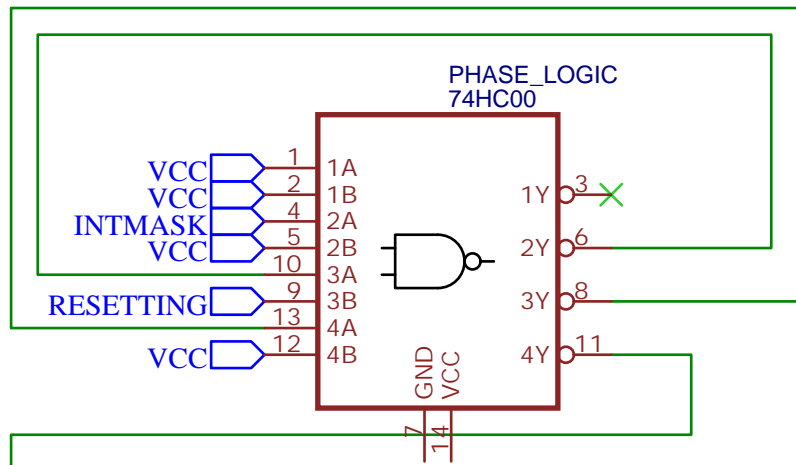 PHASE_LOGIC
74HC00
VCC 1 1A
VCC 2 1B 1Y 3
INTMASK 4 2A
VCC 5 2B 2Y 6
10 3A
RESETTING 9 3B 3Y 8
13 4A
VCC 12 4B 4Y 11
GND VCC
7 14